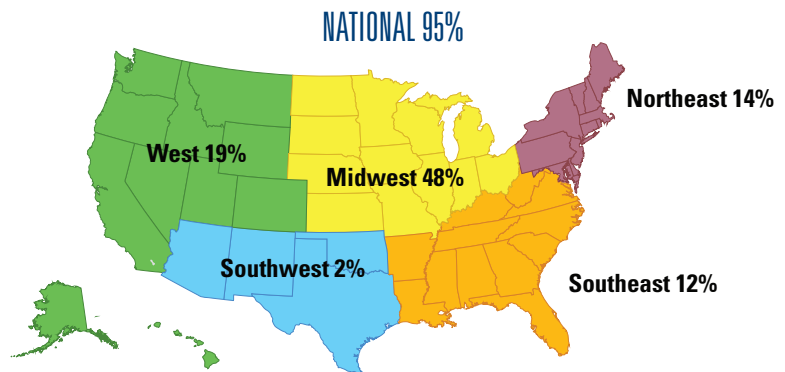 NATIONAL 95%
Northeast 14%
West 19%
Midwest 48%
Southwest 2%
Southeast 12%